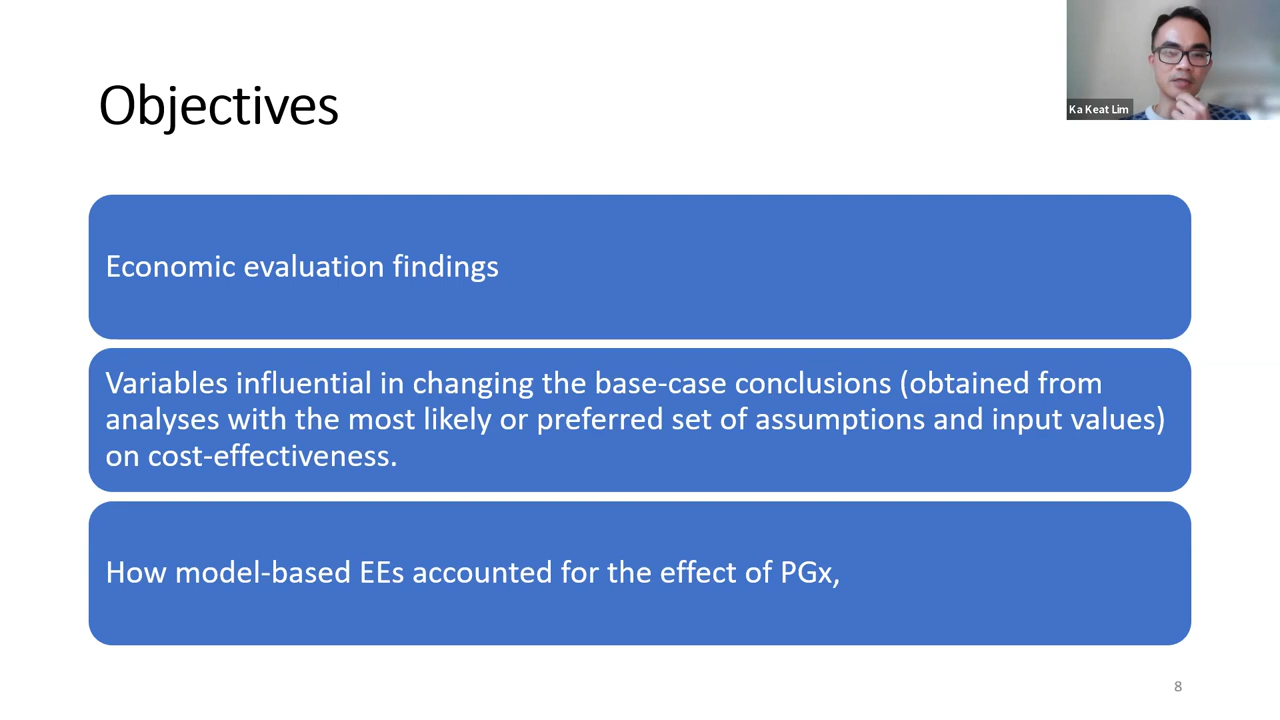 Objectives
Ka Keat Lim
Economic evaluation findings
Variables influential in changing the base-case conclusions (obtained from
analyses with the most likely or preferred set of assumptions and input values)
on cost-effectiveness.
How model-based EEs accounted for the effect of PGx,
8